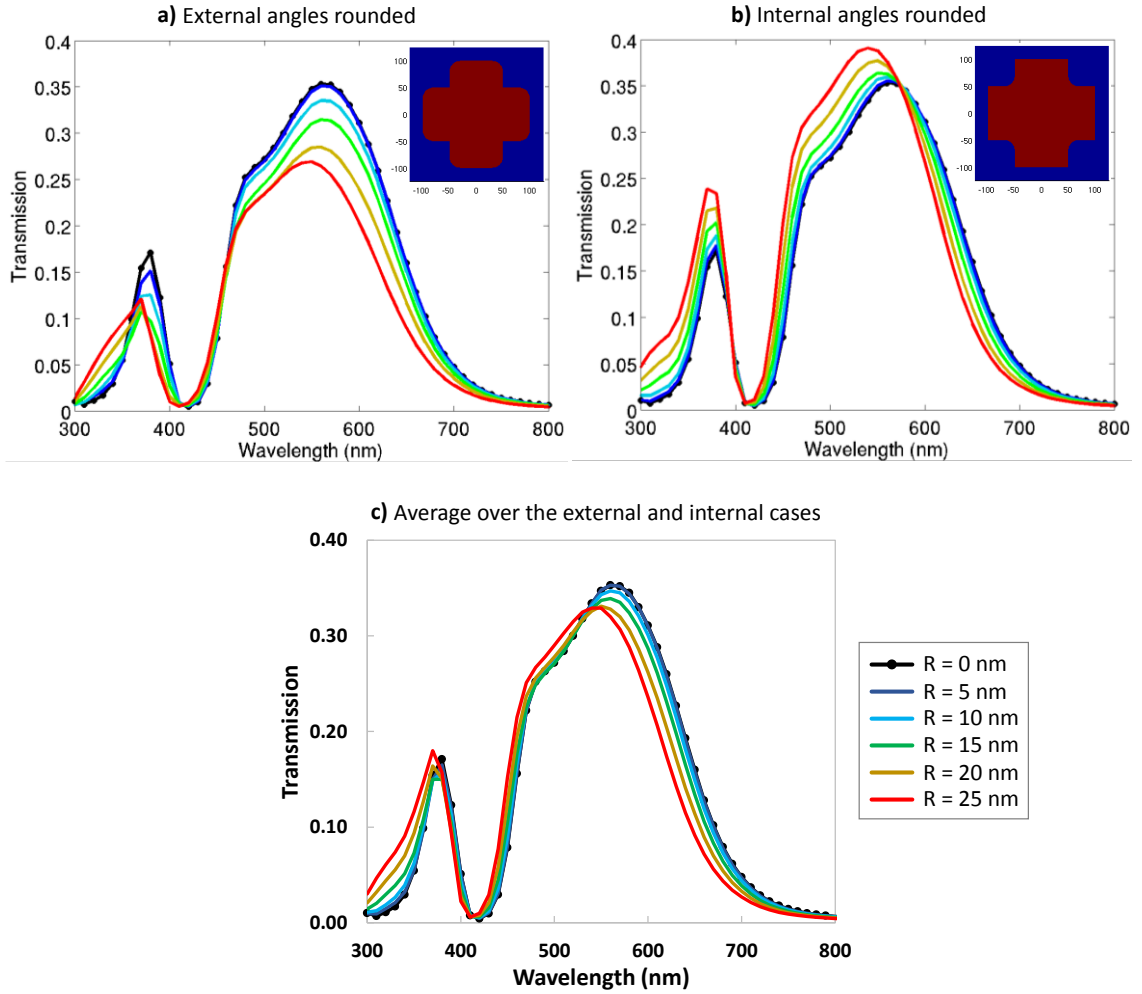 a) External angles rounded
0.4
0.35
0.3
0.25
0.2
0.15
0.1
0.05
0
Transmission
300 400 500 600 700 800
Wavelength (nm)
100
50
0
-50
-100
-100 -50 0 50 100
b) Internal angles rounded
0.4
0.35
0.3
0.25
0.2
0.15
0.1
0.05
0
Transmission
300 400 500 600 700 800
Wavelength (nm)
100
50
0
-50
-100
-100 -50 0 50 100
c) Average over the external and internal cases
0.40
0.30
0.20
0.10
0.00
Transmission
300 400 500 600 700 800
Wavelength (nm)
R = 0 nm
R = 5 nm
R = 10 nm
R = 15 nm
R = 20 nm
R = 25 nm